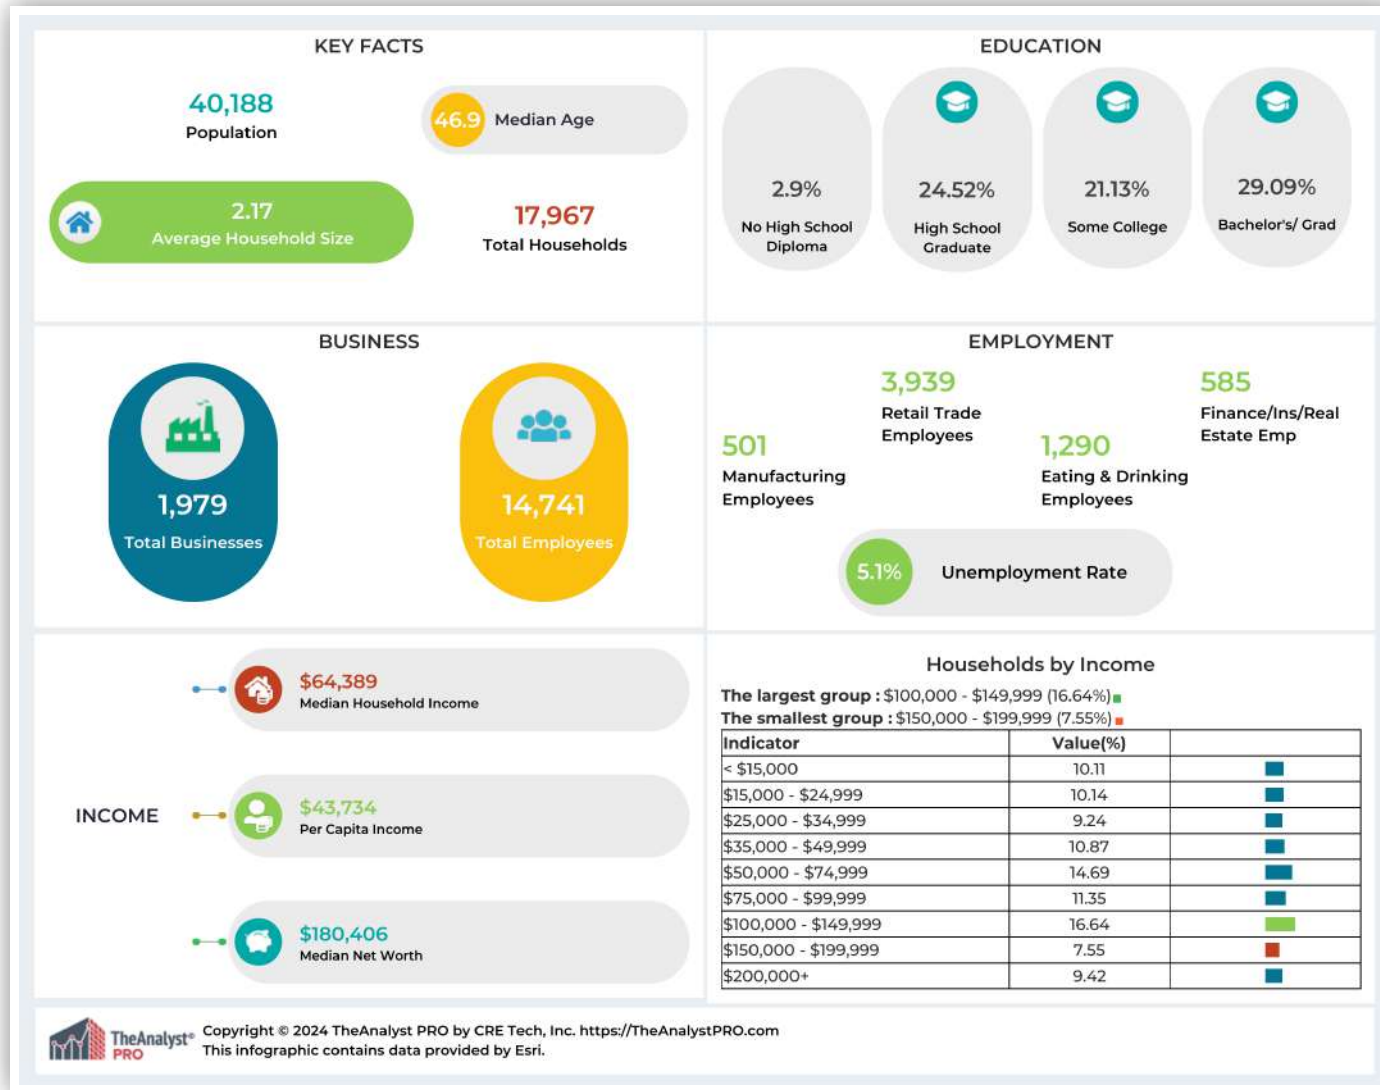 KEY FACTS
40,188
Population
46.9 Median Age
2.17
Average Household Size
17,967
Total Households
EDUCATION
2.9%
No High School
Diploma
24.52%
High School
Graduate
21.13%
Some College
29.09%
Bachelor's/ Grad
BUSINESS
1,979
Total Businesses
14,741
Total Employees
EMPLOYMENT
501
Manufacturing
Employees
3,939
Retail Trade
Employees
1,290
Eating & Drinking
Employees
585
Finance/Ins/Real
Estate Emp
5.1% Unemployment Rate
INCOME
$64,389
Median Household Income
$43,734
Per Capita Income
$180,406
Median Net Worth
Households by Income
The largest group : $100,000 - $149,999 (16.64%)
The smallest group : $150,000 - $199,999 (7.55%)
Indicator Value(%)
< $15,000 10.11
$15,000 - $24,999 10.14
$25,000 - $34,999 9.24
$35,000 - $49,999 10.87
$50,000 - $74,999 14.69
$75,000 - $99,999 11.35
$100,000 - $149,999 16.64
$150,000 - $199,999 7.55
$200,000+ 9.42
TheAnalyst®
PRO
Copyright © 2024 TheAnalyst PRO by CRE Tech, Inc. https://TheAnalystPRO.com
This infographic contains data provided by Esri.